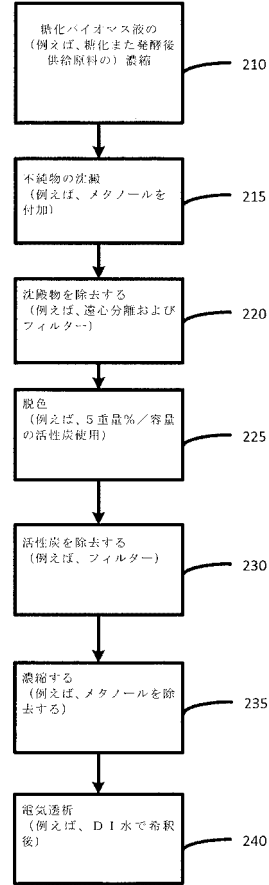 糖化バイオマス液の
(例えば、糖化また発酵後
供給原料の) 濃縮
210
不純物の沈澱
(例えば、メタノールを
付加)
215
沈殿物を除去する
(例えば、遠心分離および
フィルター)
220
脱色
(例えば、5重量%/容量
の活性炭使用)
225
活性炭を除去する
(例えば、フィルター)
230
濃縮する
(例えば、メタノールを除
去する)
235
電気透析
(例えば、DI水で希釈
後)
240